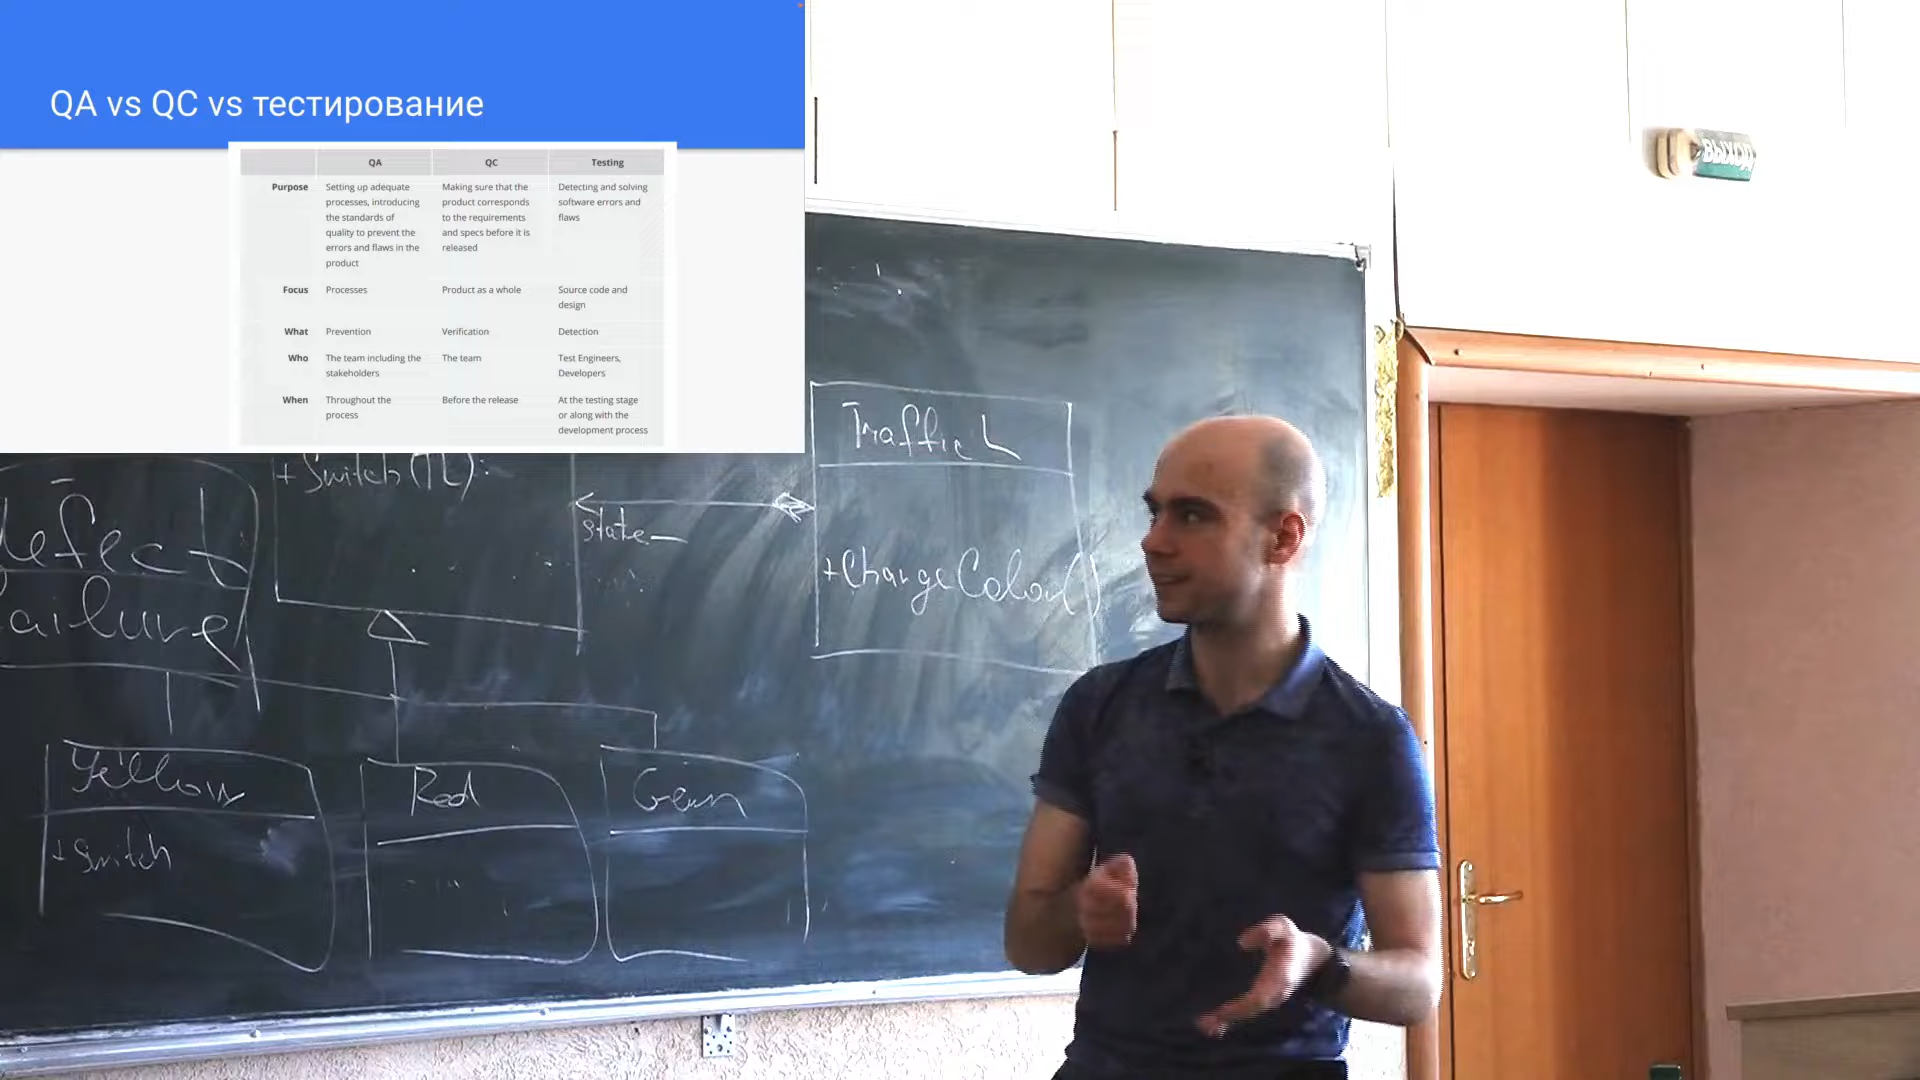 QA vs QC vs тестирование
QA QC Testing
Purpose
Setting up adequate
processes, introducing
the standards of
quality to prevent the
errors and flaws in the
product
Making sure that the
product corresponds
to the requirements
and specs before it is
released
Detecting and solving
software errors and
flaws
Focus
Processes
Product as a whole
Source code and
design
What
Prevention
Verification
Detection
Who
The team including the
stakeholders
The team
Test Engineers,
Developers
When
Throughout the
process
Before the release
At the testing stage
or along with the
development process
ВЫХОД
TrafficL
+ChangeColor()
+Switch(TL):
state
defect
failure
Yellow
+Switch
Red
Green